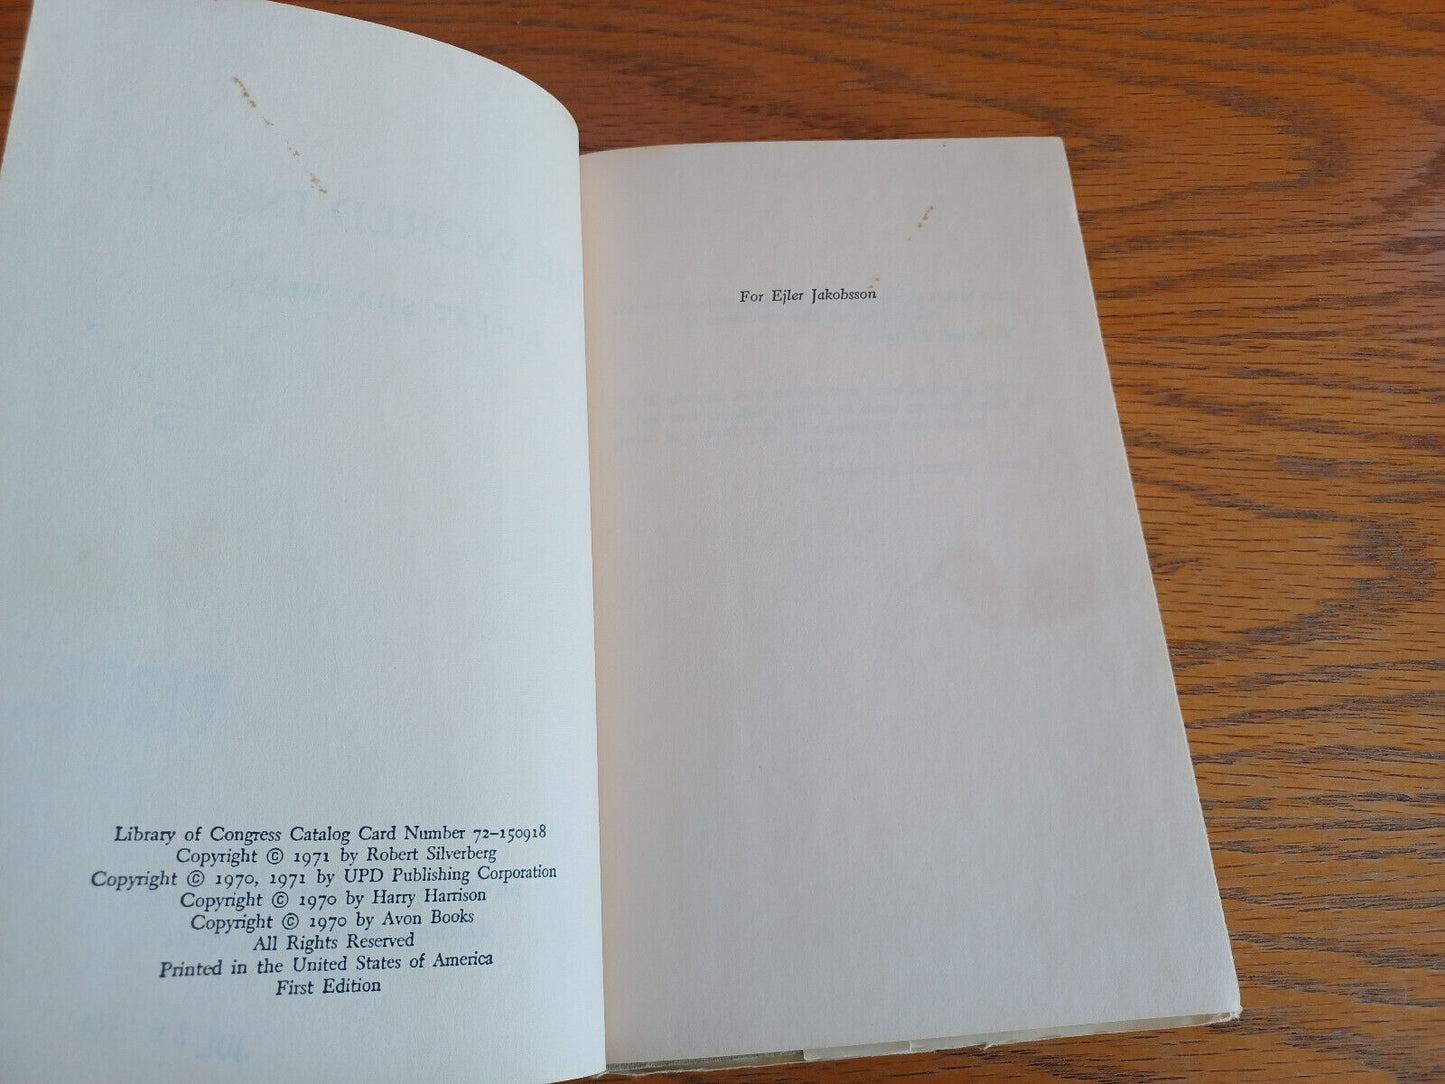 Library of Congress Catalog Card Number 72–150918
Copyright © 1971 by Robert Silverberg
Copyright © 1970, 1971 by UPD Publishing Corporation
Copyright © 1970 by Harry Harrison
Copyright © 1970 by Avon Books
All Rights Reserved
Printed in the United States of America
First Edition
For Ejler Jakobsson